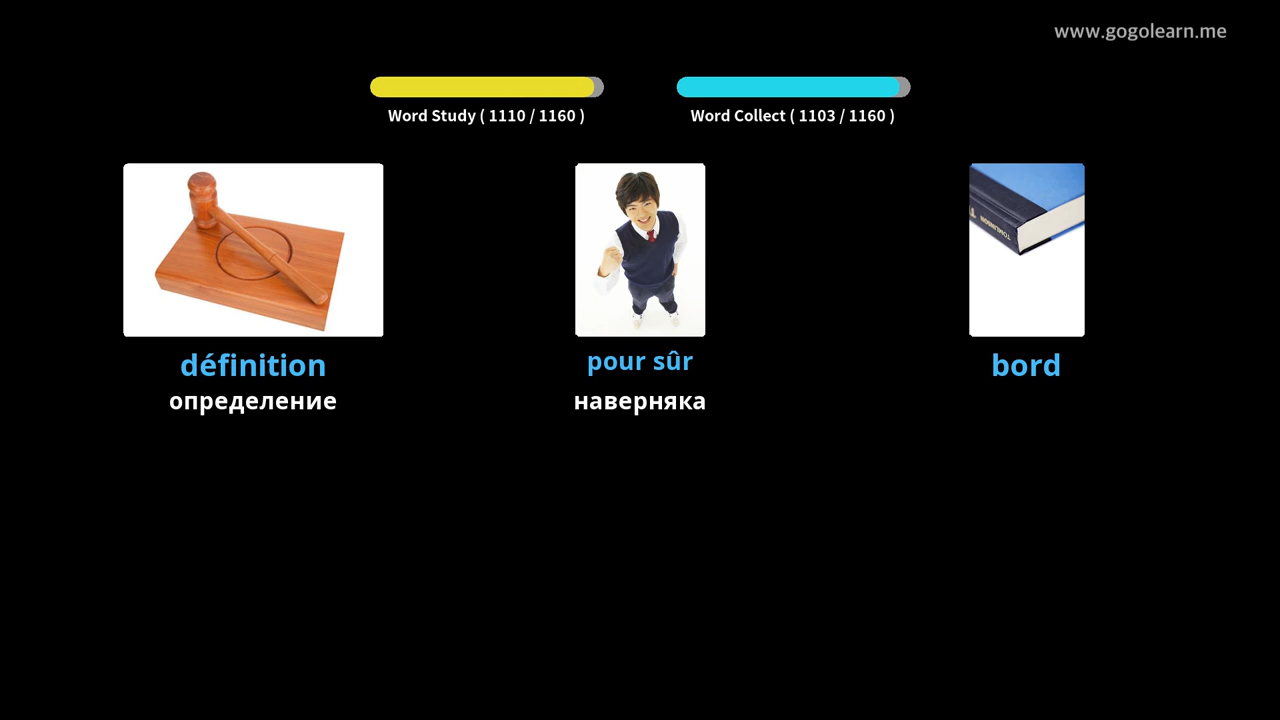 www.gogolearn.me
Word Study ( 1110 / 1160 )
Word Collect ( 1103 / 1160 )
définition
pour sûr
bord
определение
наверняка